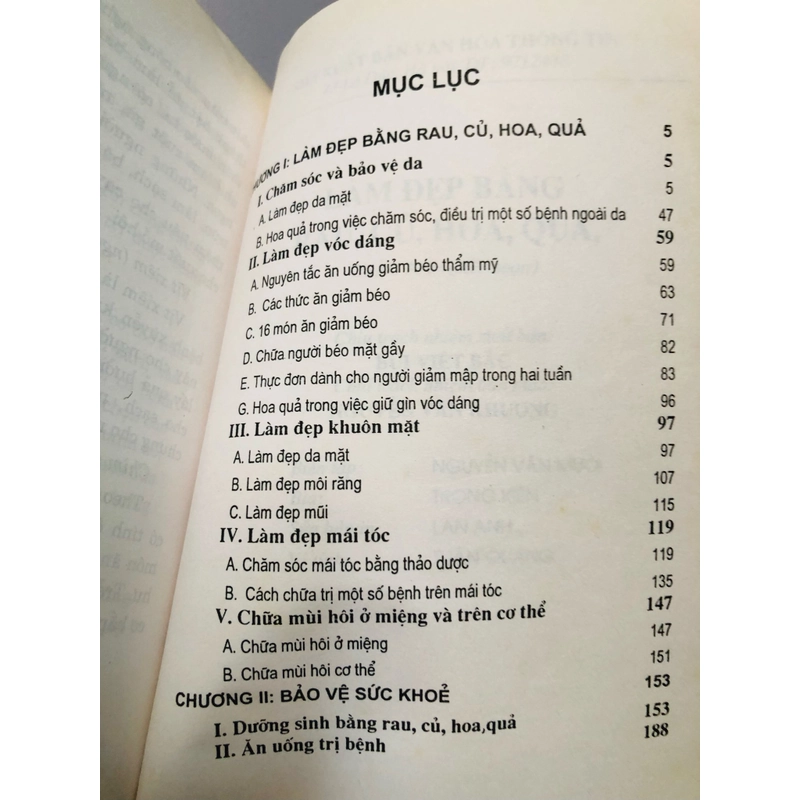 MỤC LỤC
CHƯƠNG I: LÀM ĐẸP BẰNG RAU, CỦ, HOA, QUẢ 5
I. Chăm sóc và bảo vệ da 5
A. Làm đẹp da mặt 5
B. Hoa quả trong việc chăm sóc, điều trị một số bệnh ngoài da 47
II. Làm đẹp vóc dáng 59
A. Nguyên tắc ăn uống giảm béo thẩm mỹ 59
B. Các thức ăn giảm béo 63
C. 16 món ăn giảm béo 71
D. Chữa người béo mặt gầy 82
E. Thực đơn dành cho người giảm mập trong hai tuần 83
G. Hoa quả trong việc giữ gìn vóc dáng 96
III. Làm đẹp khuôn mặt 97
A. Làm đẹp da mặt 97
B. Làm đẹp môi răng 107
C. Làm đẹp mũi 115
IV. Làm đẹp mái tóc 119
A. Chăm sóc mái tóc bằng thảo dược 119
B. Cách chữa trị một số bệnh trên mái tóc 135
V. Chữa mùi hôi ở miệng và trên cơ thể 147
A. Chữa mùi hôi ở miệng 147
B. Chữa mùi hôi cơ thể 151
CHƯƠNG II: BẢO VỆ SỨC KHOẺ 153
I. Dưỡng sinh bằng rau, củ, hoa,quả 153
II. Ăn uống trị bệnh 188